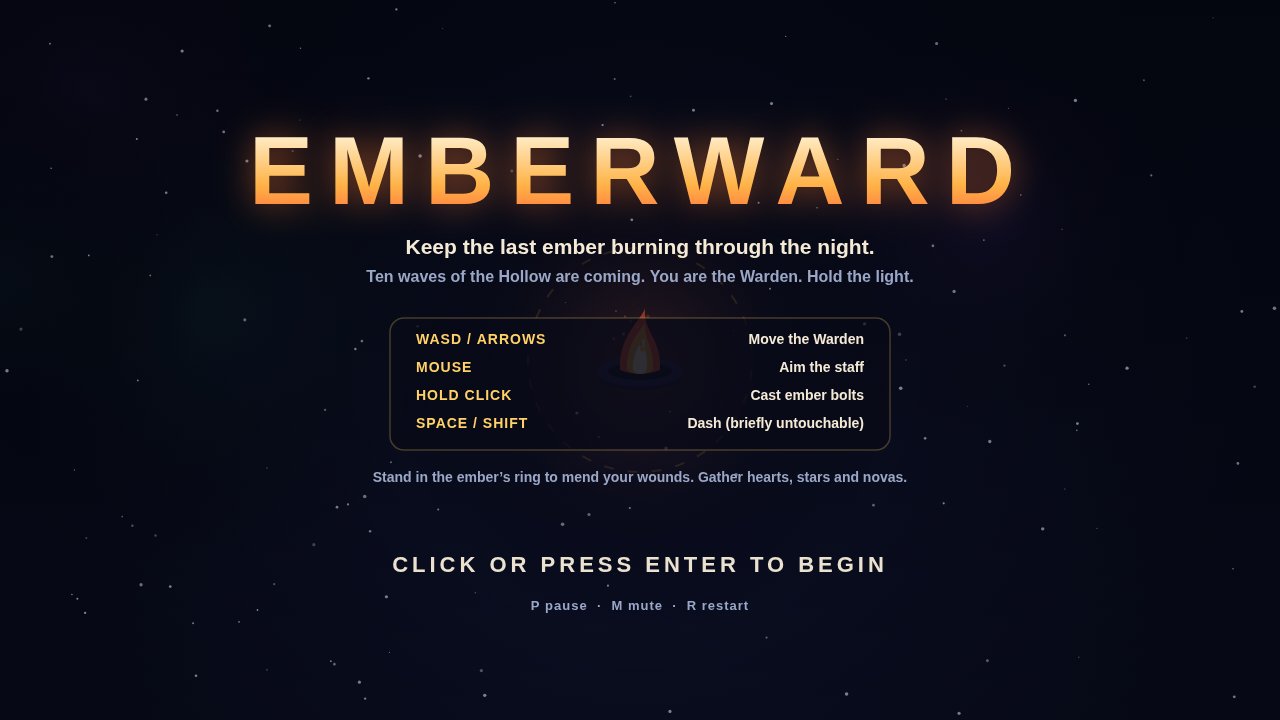 EMBERWARD
Keep the last ember burning through the night.
Ten waves of the Hollow are coming. You are the Warden. Hold the light.
WASD / ARROWS Move the Warden
MOUSE Aim the staff
HOLD CLICK Cast ember bolts
SPACE / SHIFT Dash (briefly untouchable)
Stand in the ember’s ring to mend your wounds. Gather hearts, stars and novas.
CLICK OR PRESS ENTER TO BEGIN
P pause · M mute · R restart